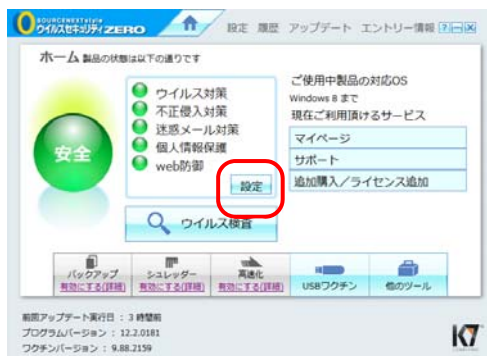 SOURCENEXT
ウイルスセキュリティZERO
設定 履歴 アップデート エントリー情報 ? - X
ホーム 製品の状態は以下の通りです
安全
ウイルス対策
不正侵入対策
迷惑メール対策
個人情報保護
web防御
設定
ウイルス検査
ご使用中製品の対応OS
Windows 8 まで
現在ご利用頂けるサービス
マイページ
サポート
追加購入/ライセンス追加
バックアップ
有効にする(詳細)
シュレッダー
有効にする(詳細)
高速化
有効にする(詳細)
USBワクチン
他のツール
前回アップデート実行日 : 3 時間前
プログラムバージョン : 12.2.0181
ワクチンバージョン : 9.88.2159
K7